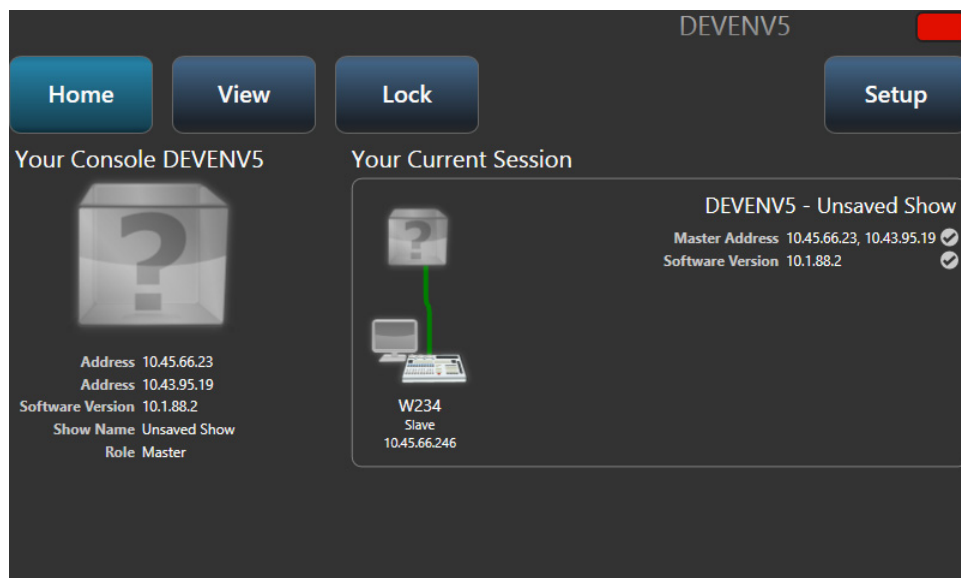 DEVENV5
Home
View
Lock
Setup
Your Console DEVENV5
?
Address 10.45.66.23
Address 10.43.95.19
Software Version 10.1.88.2
Show Name Unsaved Show
Role Master
Your Current Session
?
DEVENV5 - Unsaved Show
Master Address 10.45.66.23, 10.43.95.19
Software Version 10.1.88.2
W234
Slave
10.45.66.246